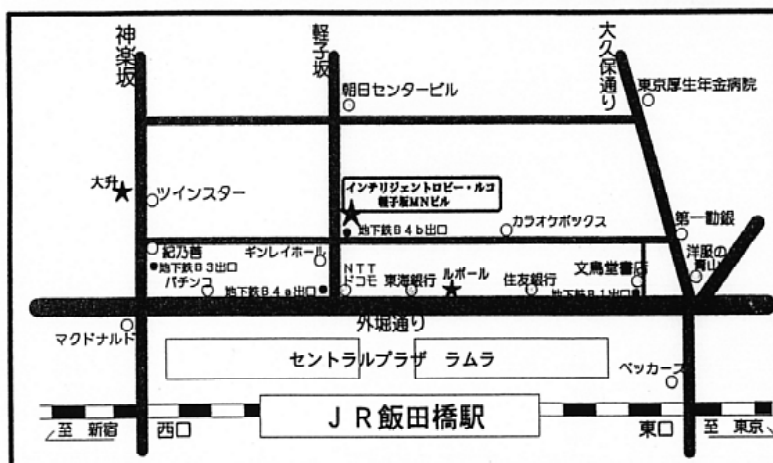 神楽坂
軽子坂
大久保通り
朝日センタービル
東京厚生年金病院
大升
ツインスター
インテリジェントロビー・ルコ
軽子坂MNビル
地下鉄B4b出口
カラオケボックス
第一勧銀
紀乃善
地下鉄B3出口
ギンレイホール
パチンコ
地下鉄B4a出口
NTT
ドコモ
東海銀行
ルポール
住友銀行
文鳥堂書店
地下鉄B1出口
洋服の
青山
外堀通り
マクドナルド
セントラルプラザ ラムラ
ベッカーズ
JR飯田橋駅
至 新宿
西口
東口
至 東京